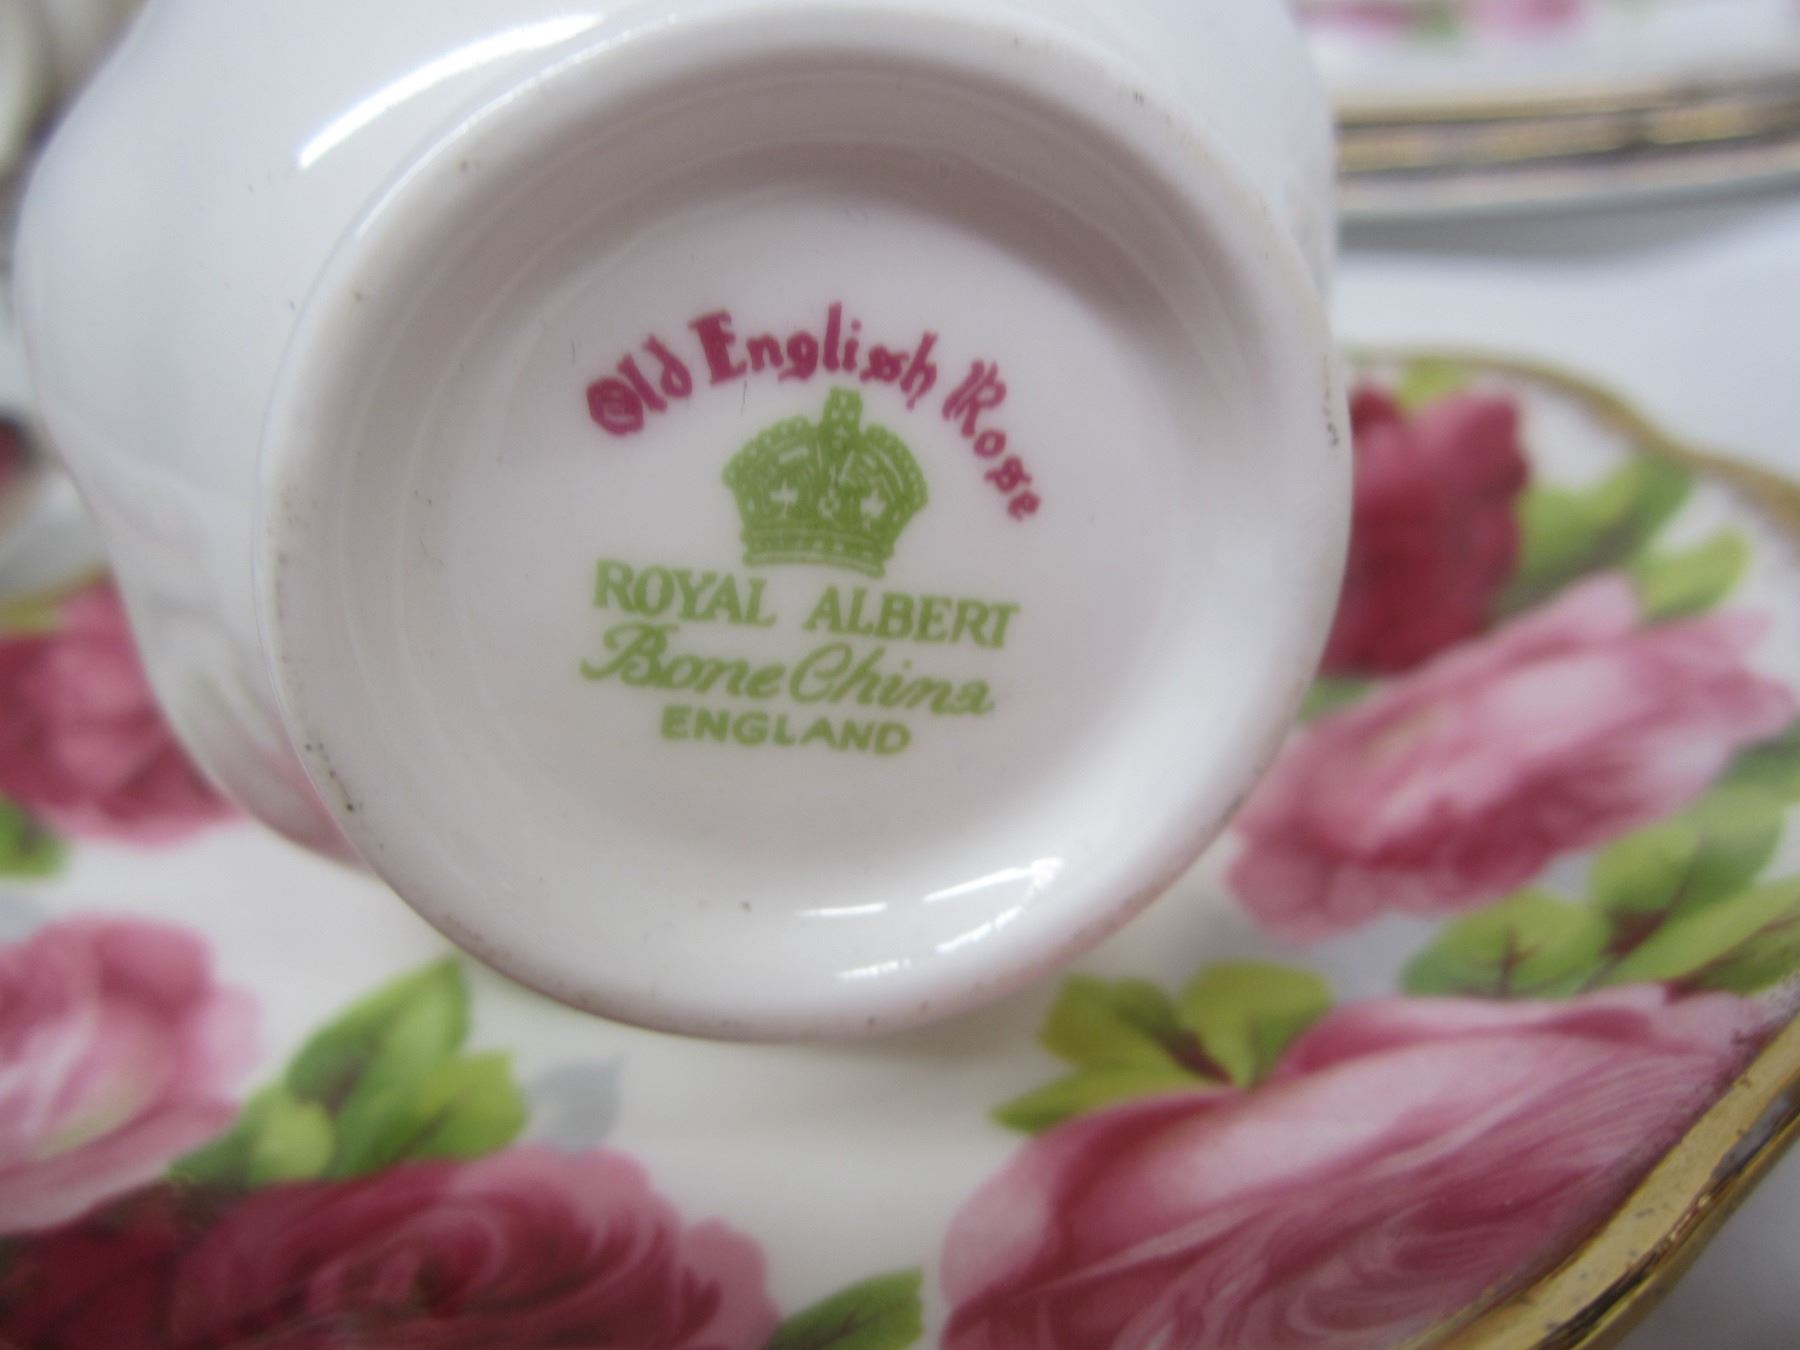 Old English Rose
ROYAL ALBERT
Bone China
ENGLAND